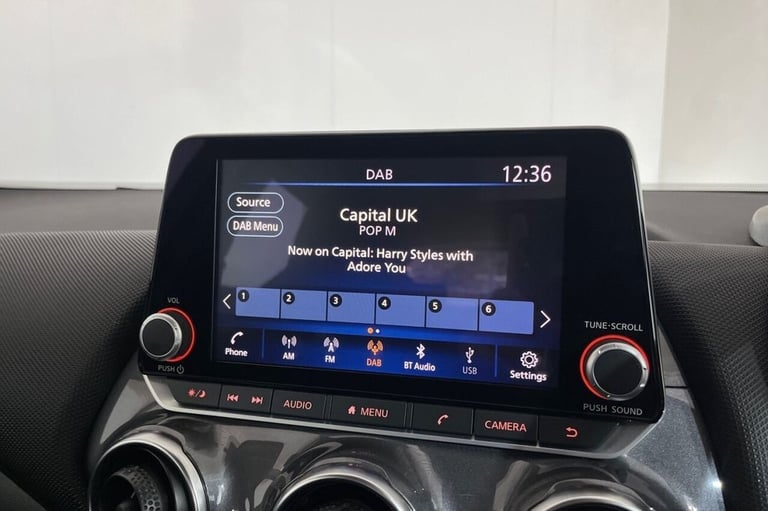 DAB
12:36
Source
DAB Menu
Capital UK
POP M
Now on Capital: Harry Styles with
Adore You
1 2 3 4 5 6
Phone AM FM DAB BT Audio USB Settings
VOL
PUSH
TUNE·SCROLL
PUSH SOUND
AUDIO MENU CAMERA